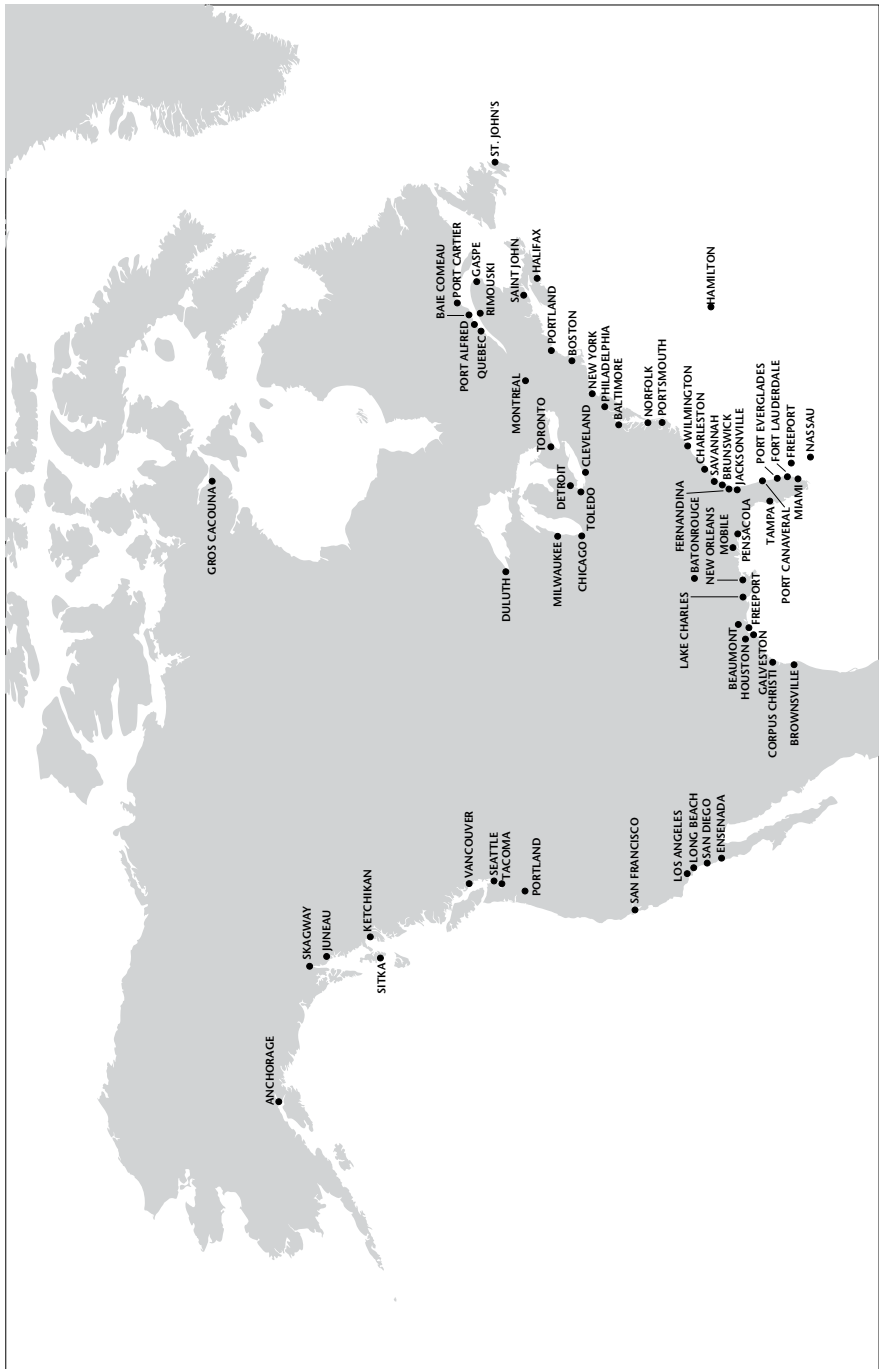 ST. JOHN'S
BAIE COMEAU
PORT CARTIER
GASPE
RIMOUSKI
PORT ALFRED
QUEBEC
SAINT JOHN
HALIFAX
MONTREAL
PORTLAND
BOSTON
TORONTO
NEW YORK
PHILADELPHIA
BALTIMORE
CLEVELAND
DETROIT
TOLEDO
NORFOLK
PORTSMOUTH
HAMILTON
GROS CACOUNA
DULUTH
MILWAUKEE
CHICAGO
WILMINGTON
CHARLESTON
SAVANNAH
BRUNSWICK
JACKSONVILLE
FERNANDINA
PORT EVERGLADES
FORT LAUDERDALE
FREEPORT
NASSAU
MIAMI
PORT CANAVERAL
TAMPA
BATONROUGE
NEW ORLEANS
MOBILE
PENSACOLA
LAKE CHARLES
FREEPORT
BEAUMONT
HOUSTON
GALVESTON
CORPUS CHRISTI
BROWNSVILLE
VANCOUVER
SEATTLE
TACOMA
PORTLAND
SAN FRANCISCO
LOS ANGELES
LONG BEACH
SAN DIEGO
ENSENADA
SKAGWAY
JUNEAU
KETCHIKAN
SITKA
ANCHORAGE